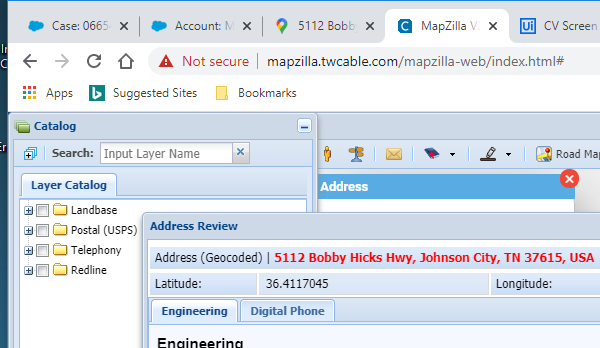 Case: 0665
Account: M
5112 Bobby
MapZilla V2
CV Screen
Not secure | mapzilla.twcable.com/mapzilla-web/index.html#
Apps Suggested Sites Bookmarks
Catalog
Search: Input Layer Name
Road Map
Layer Catalog
Address
Landbase
Postal (USPS)
Telephony
Redline
Address Review
Address (Geocoded) | 5112 Bobby Hicks Hwy, Johnson City, TN 37615, USA
Latitude: 36.4117045 Longitude:
Engineering Digital Phone
Engineering